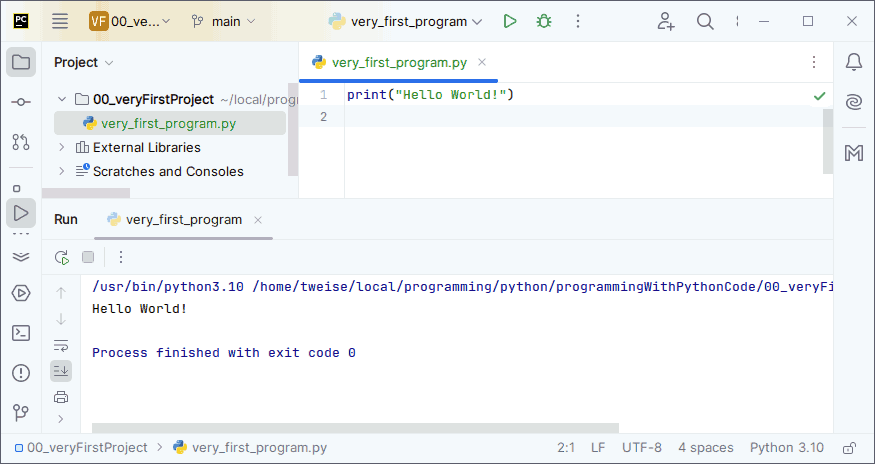 PC VF 00_ve... main very_first_program
Project
very_first_program.py
00_veryFirstProject ~/local/prog
very_first_program.py
External Libraries
Scratches and Consoles
1 print("Hello World!")
2
Run very_first_program
/usr/bin/python3.10 /home/tweise/local/programming/python/programmingWithPythonCode/00_veryFi
Hello World!
Process finished with exit code 0
00_veryFirstProject > very_first_program.py 2:1 LF UTF-8 4 spaces Python 3.10